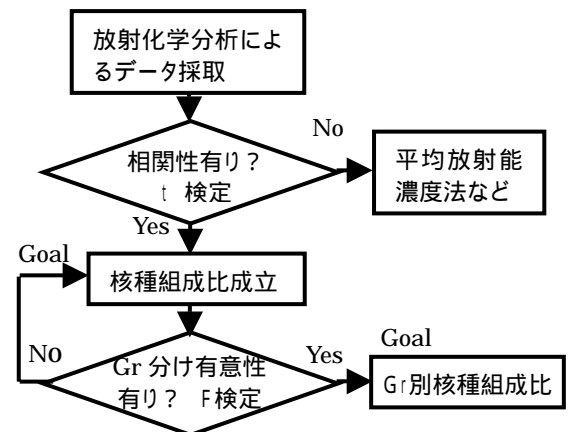 放射化学分析によ
るデータ採取
No
相関性有り？
t 検定
平均放射能
濃度法など
Yes
Goal
核種組成比成立
No
Gr 分け有意性
有り？ F検定
Yes
Goal
Gr別核種組成比